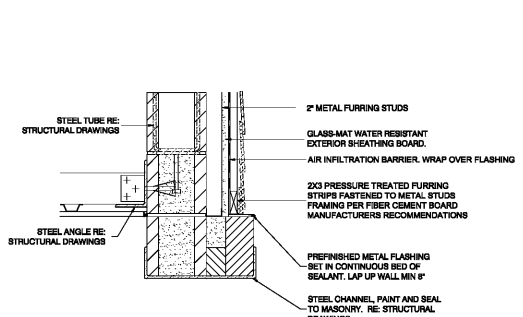 STEEL TUBE RE:
STRUCTURAL DRAWINGS
STEEL ANGLE RE:
STRUCTURAL DRAWINGS
2" METAL FURRING STUDS
GLASS-MAT WATER RESISTANT
EXTERIOR SHEATHING BOARD.
AIR INFILTRATION BARRIER. WRAP OVER FLASHING
2X3 PRESSURE TREATED FURRING
STRIPS FASTENED TO METAL STUDS
FRAMING PER FIBER CEMENT BOARD
MANUFACTURERS RECOMMENDATIONS
PREFINISHED METAL FLASHING
SET IN CONTINUOUS BED OF
SEALANT. LAP UP WALL MIN 8"
STEEL CHANNEL, PAINT AND SEAL
TO MASONRY. RE: STRUCTURAL